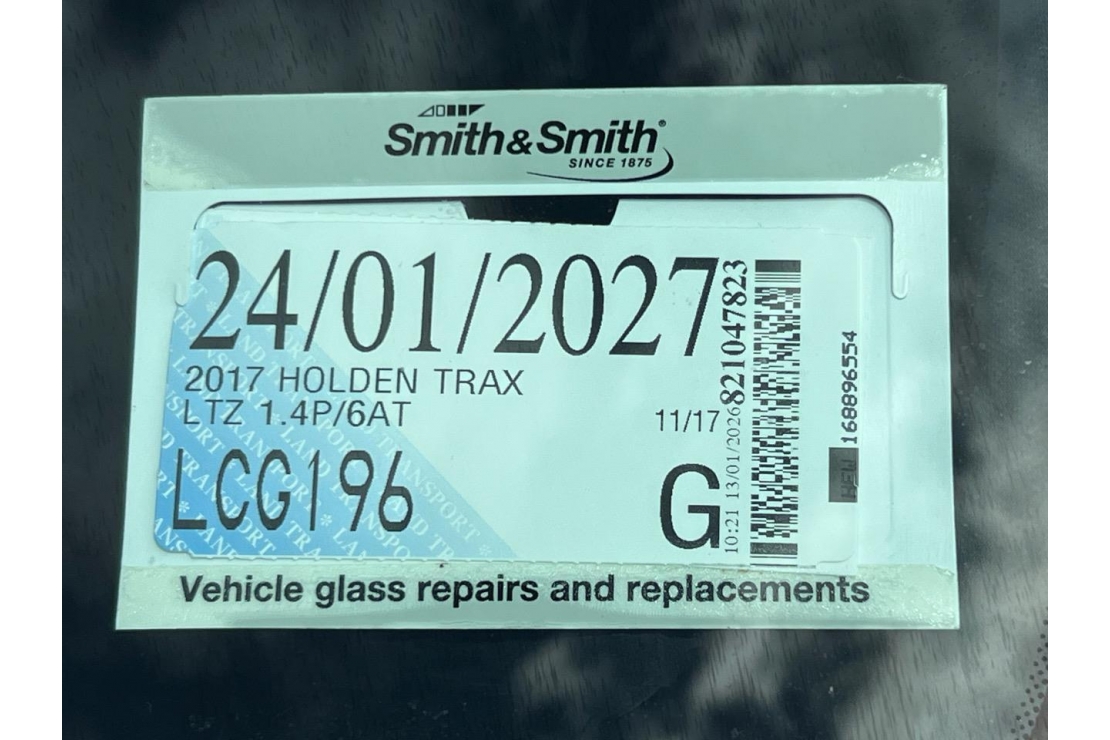 Smith&Smith®
SINCE 1875
24/01/2027
2017 HOLDEN TRAX
LTZ 1.4P/6AT
11/17
LCG196
G
10:21 13/01/2026 821047823
168896554
Vehicle glass repairs and replacements